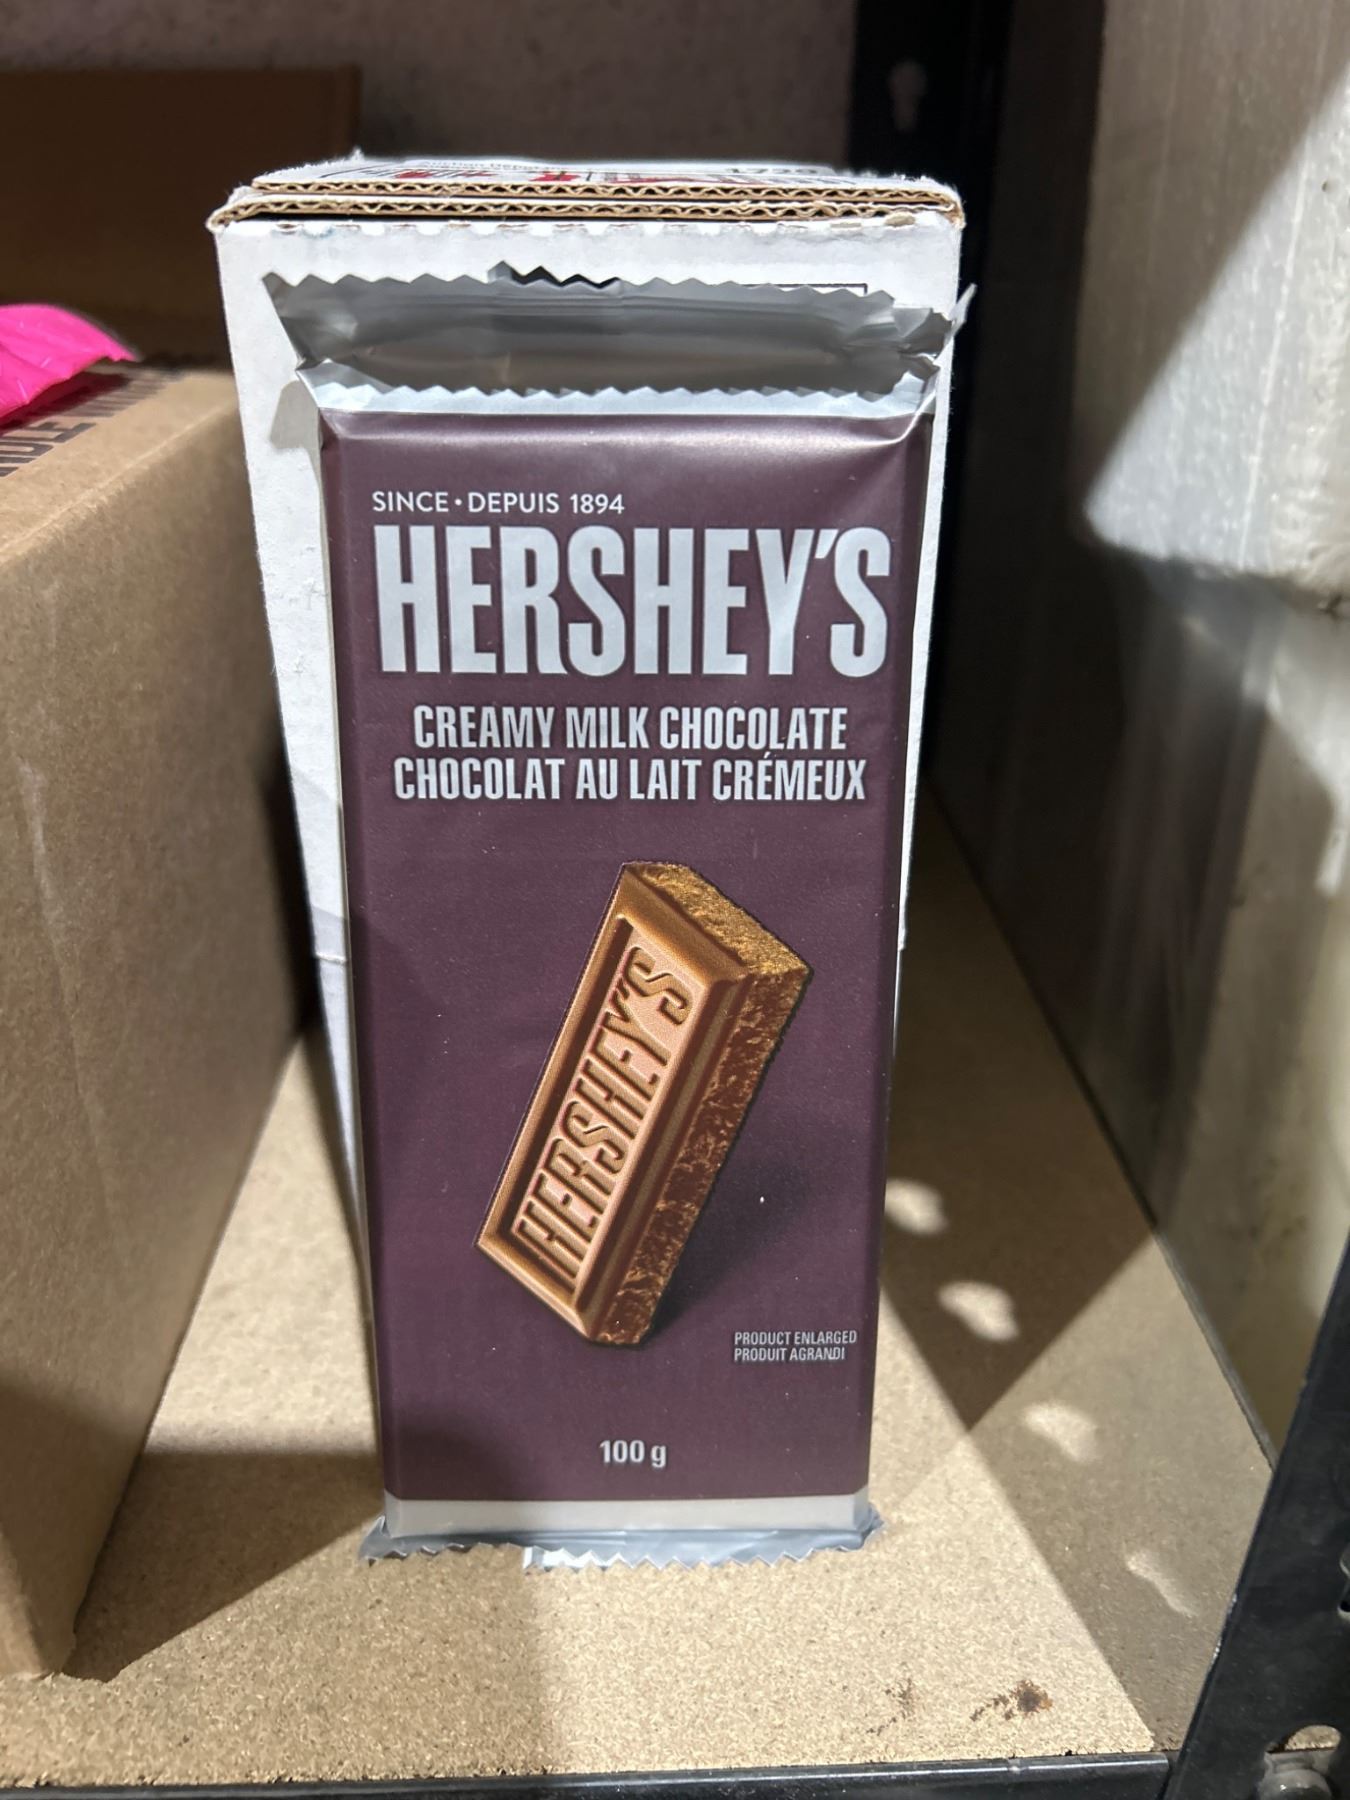 SINCE • DEPUIS 1894
HERSHEY'S
CREAMY MILK CHOCOLATE
CHOCOLAT AU LAIT CRÉMEUX
HERSHEY'S
PRODUCT ENLARGED
PRODUIT AGRANDI
100 g